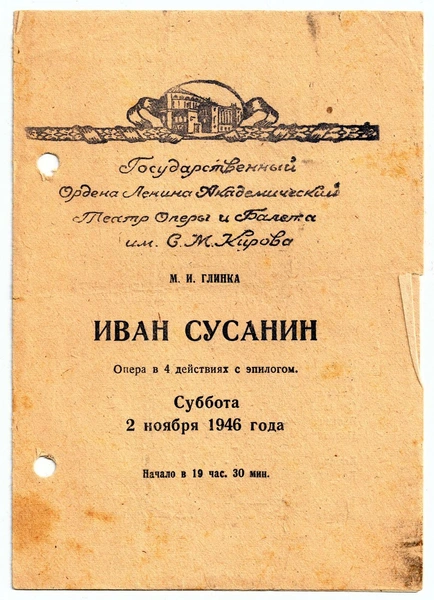 Государственный
Ордена Ленина Академический
Театр Оперы и Балета
им. С. М. Кирова
М. И. ГЛИНКА
ИВАН СУСАНИН
Опера в 4 действиях с эпилогом.
Суббота
2 ноября 1946 года
Начало в 19 час. 30 мин.